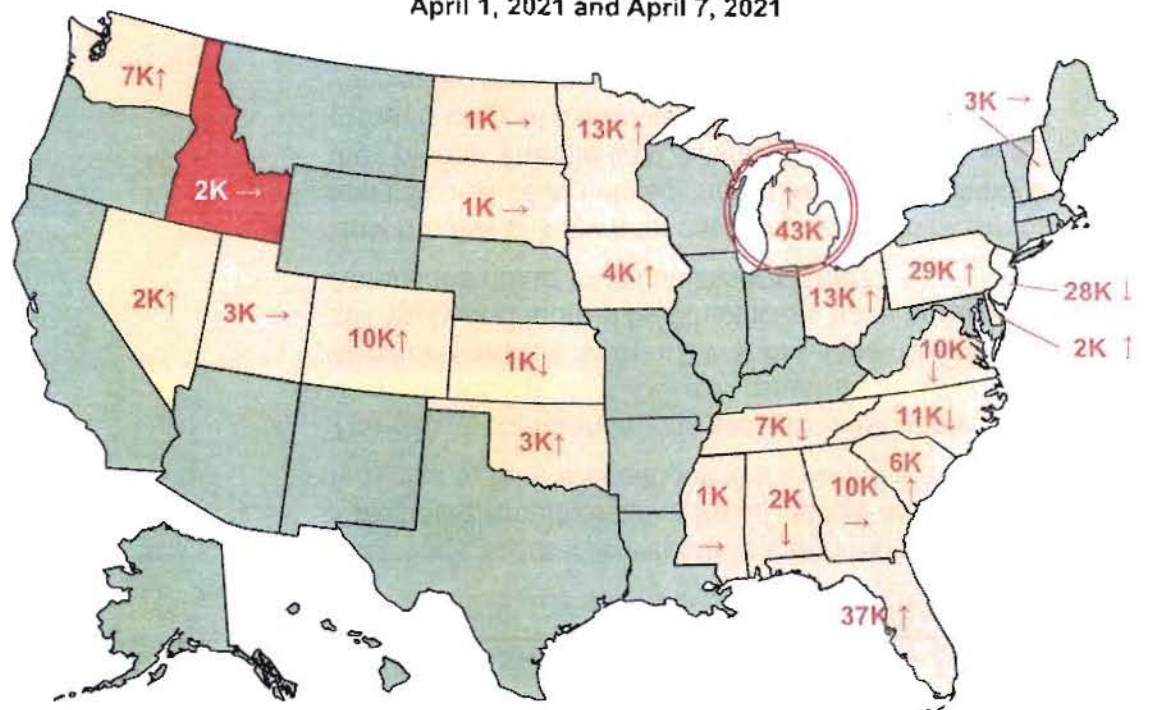 April 1, 2021 and April 7, 2021
7K↑
1K →
13K ↑
3K →
2K →
1K →
↑
43K
2K↑
3K →
4K ↑
13K ↑
29K ↑
28K ↓
10K↑
1K↓
10K
↓
2K ↑
3K↑
7K ↓
11K↓
6K
↑
1K
→
2K
↓
10K
→
37K ↑